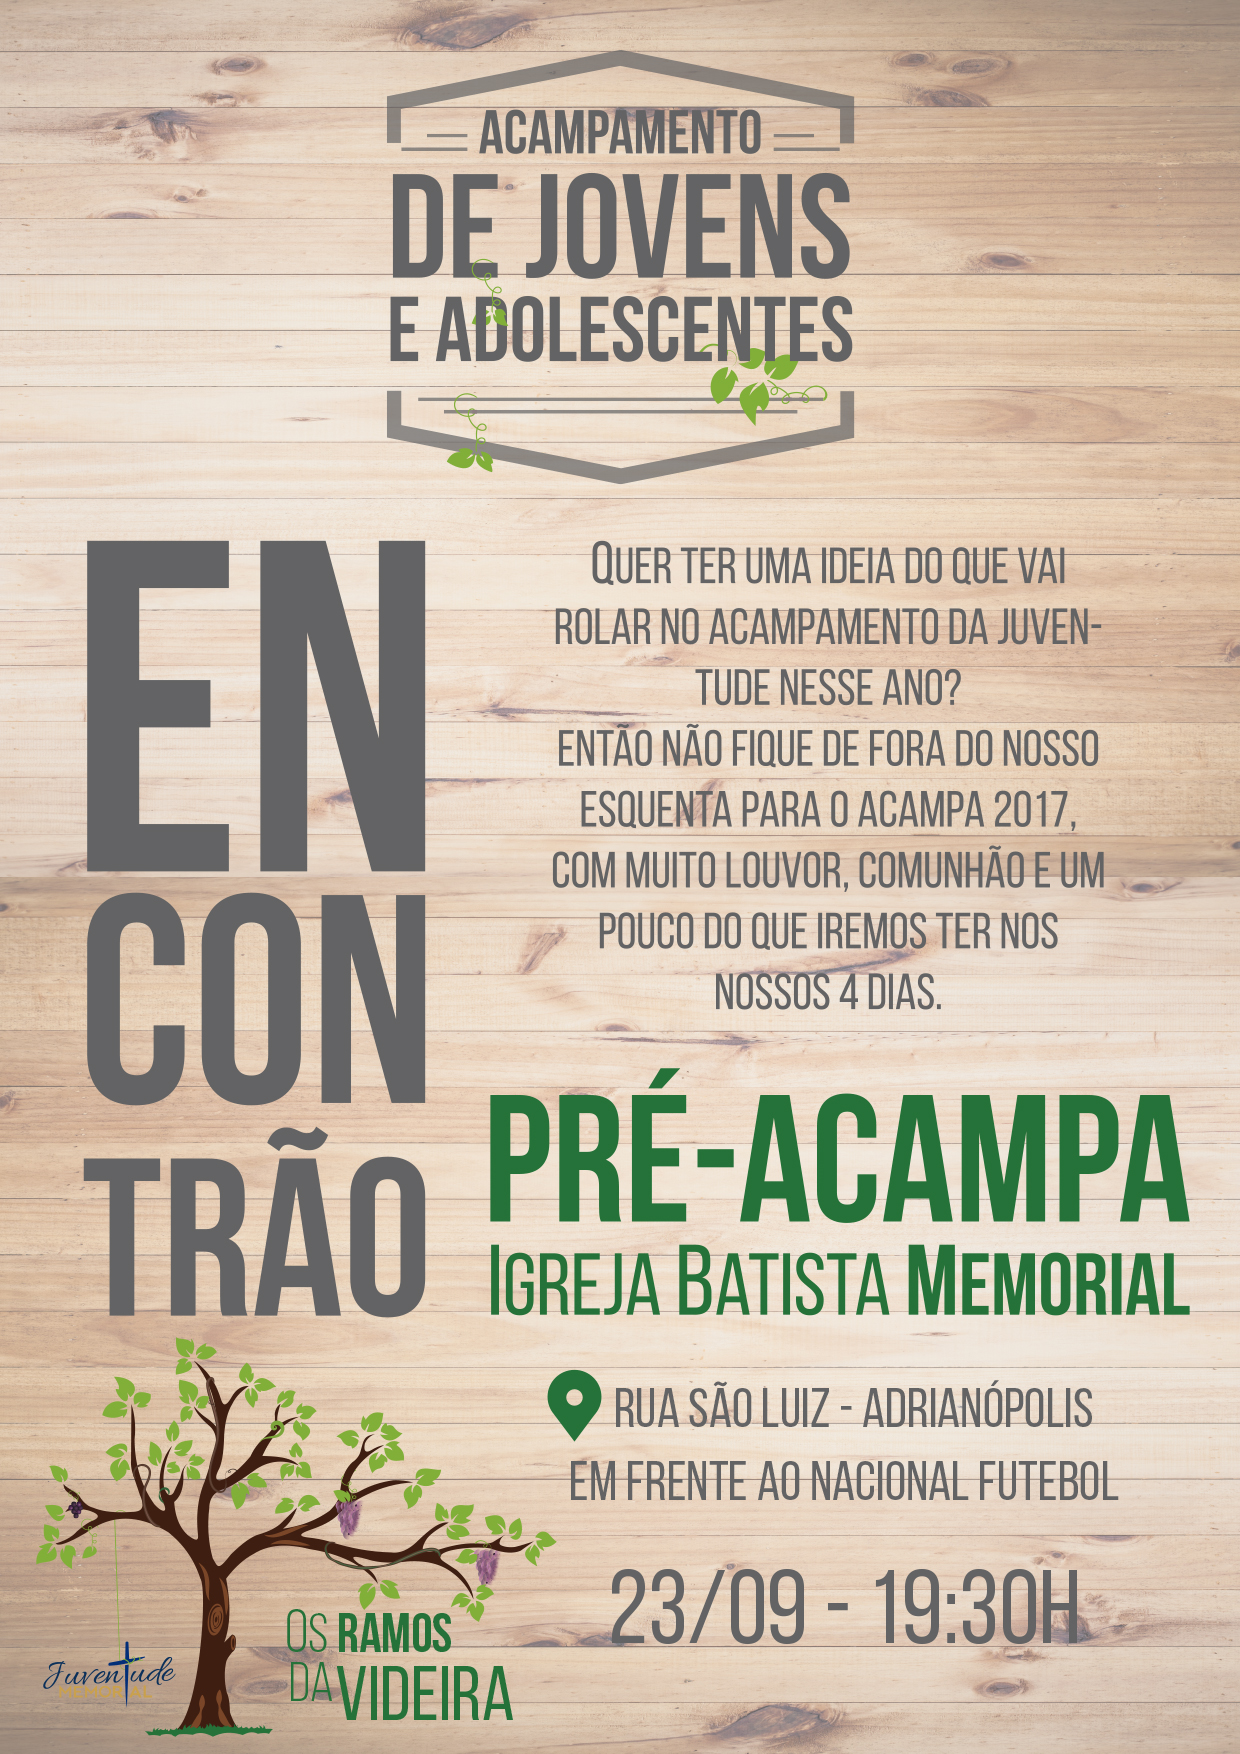 ACAMPAMENTO
DE JOVENS
E ADOLESCENTES
EN
CON
TRÃO
QUER TER UMA IDEIA DO QUE VAI
ROLAR NO ACAMPAMENTO DA JUVEN-
TUDE NESSE ANO?
ENTÃO NÃO FIQUE DE FORA DO NOSSO
ESQUENTA PARA O ACAMPA 2017,
COM MUITO LOUVOR, COMUNHÃO E UM
POUCO DO QUE IREMOS TER NOS
NOSSOS 4 DIAS.
PRÉ-ACAMPA
IGREJA BATISTA MEMORIAL
RUA SÃO LUIZ - ADRIANÓPOLIS
EM FRENTE AO NACIONAL FUTEBOL
23/09 - 19:30H
OS RAMOS
DA VIDEIRA
Juventude
MEMORIAL